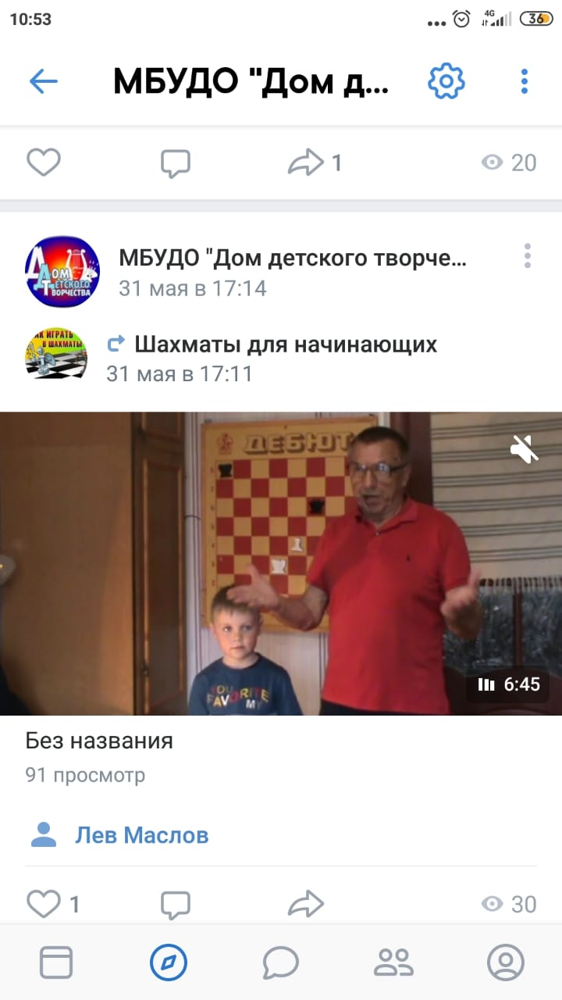 10:53
4G
36
МБУДО "Дом д...
1
20
МБУДО "Дом детского творче...
31 мая в 17:14
ДОМ
ДЕТСКОГО
ТВОРЧЕСТВА
Шахматы для начинающих
31 мая в 17:11
ИГРАТЬ
В ШАХМАТЫ
ДЕБЮТ
YOU
FAVORITE
MY
6:45
Без названия
91 просмотр
Лев Маслов
1
30